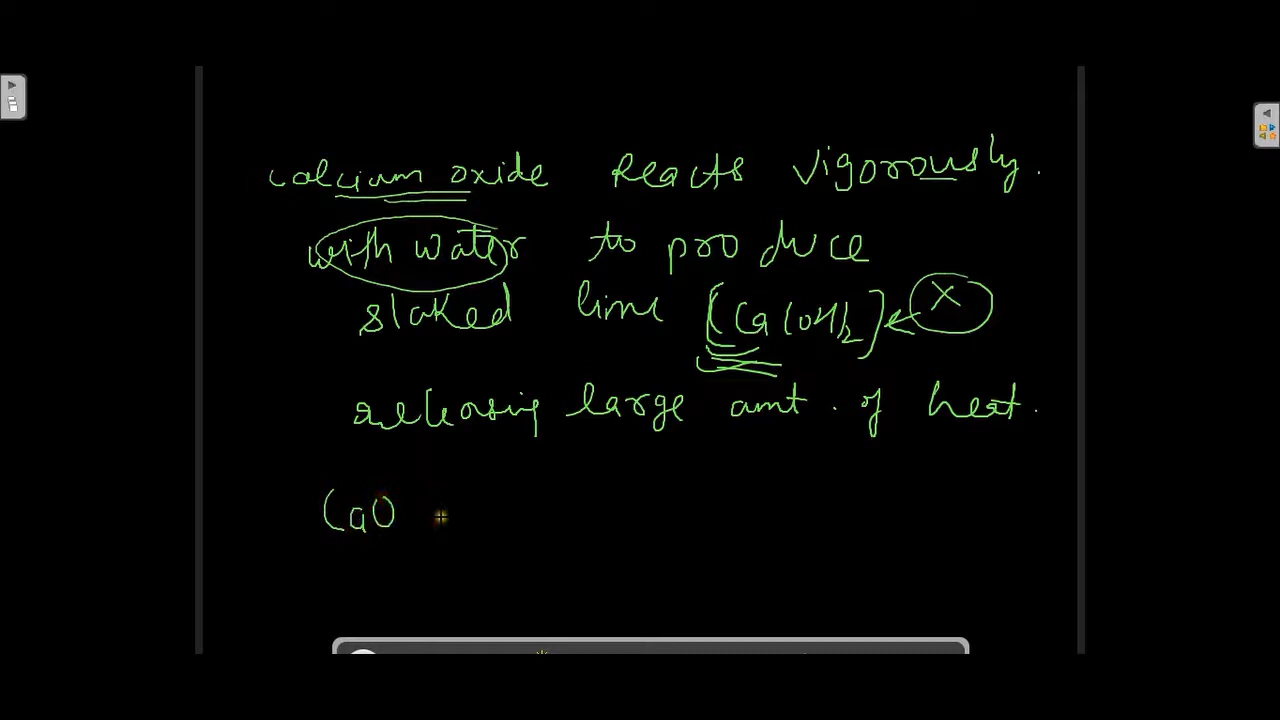 calcium oxide Reacts vigorously.
with water to produce
slaked lime [Ca(OH)2] ← X
releasing large amt. of heat.
CaO